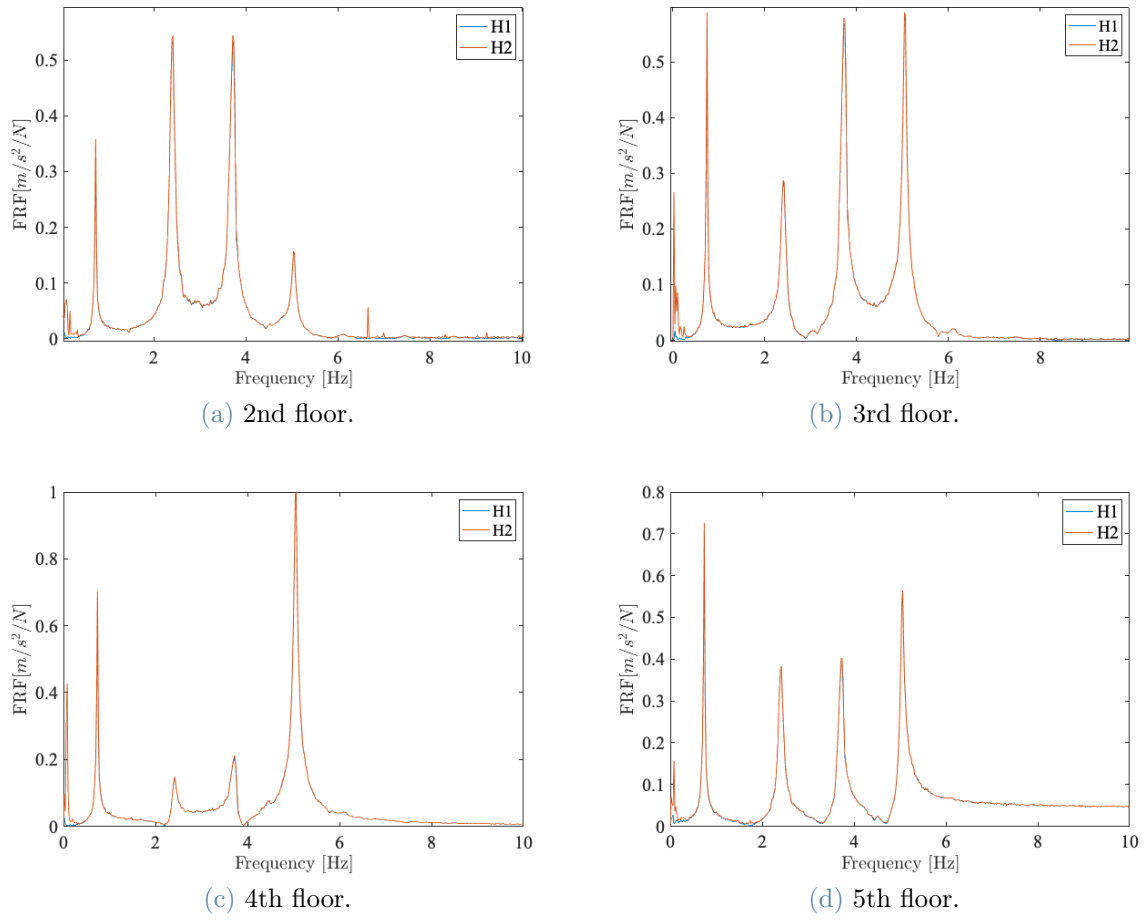 H1
H2
FRF[m/s²/N]
0.5
0.4
0.3
0.2
0.1
0
2
4
6
8
10
Frequency [Hz]
(a) 2nd floor.
H1
H2
FRF[m/s²/N]
0.5
0.4
0.3
0.2
0.1
0
0
2
4
6
8
Frequency [Hz]
(b) 3rd floor.
H1
H2
FRF[m/s²/N]
1
0.8
0.6
0.4
0.2
0
0
2
4
6
8
10
Frequency [Hz]
(c) 4th floor.
H1
H2
FRF[m/s²/N]
0.8
0.7
0.6
0.5
0.4
0.3
0.2
0.1
0
0
2
4
6
8
10
Frequency [Hz]
(d) 5th floor.